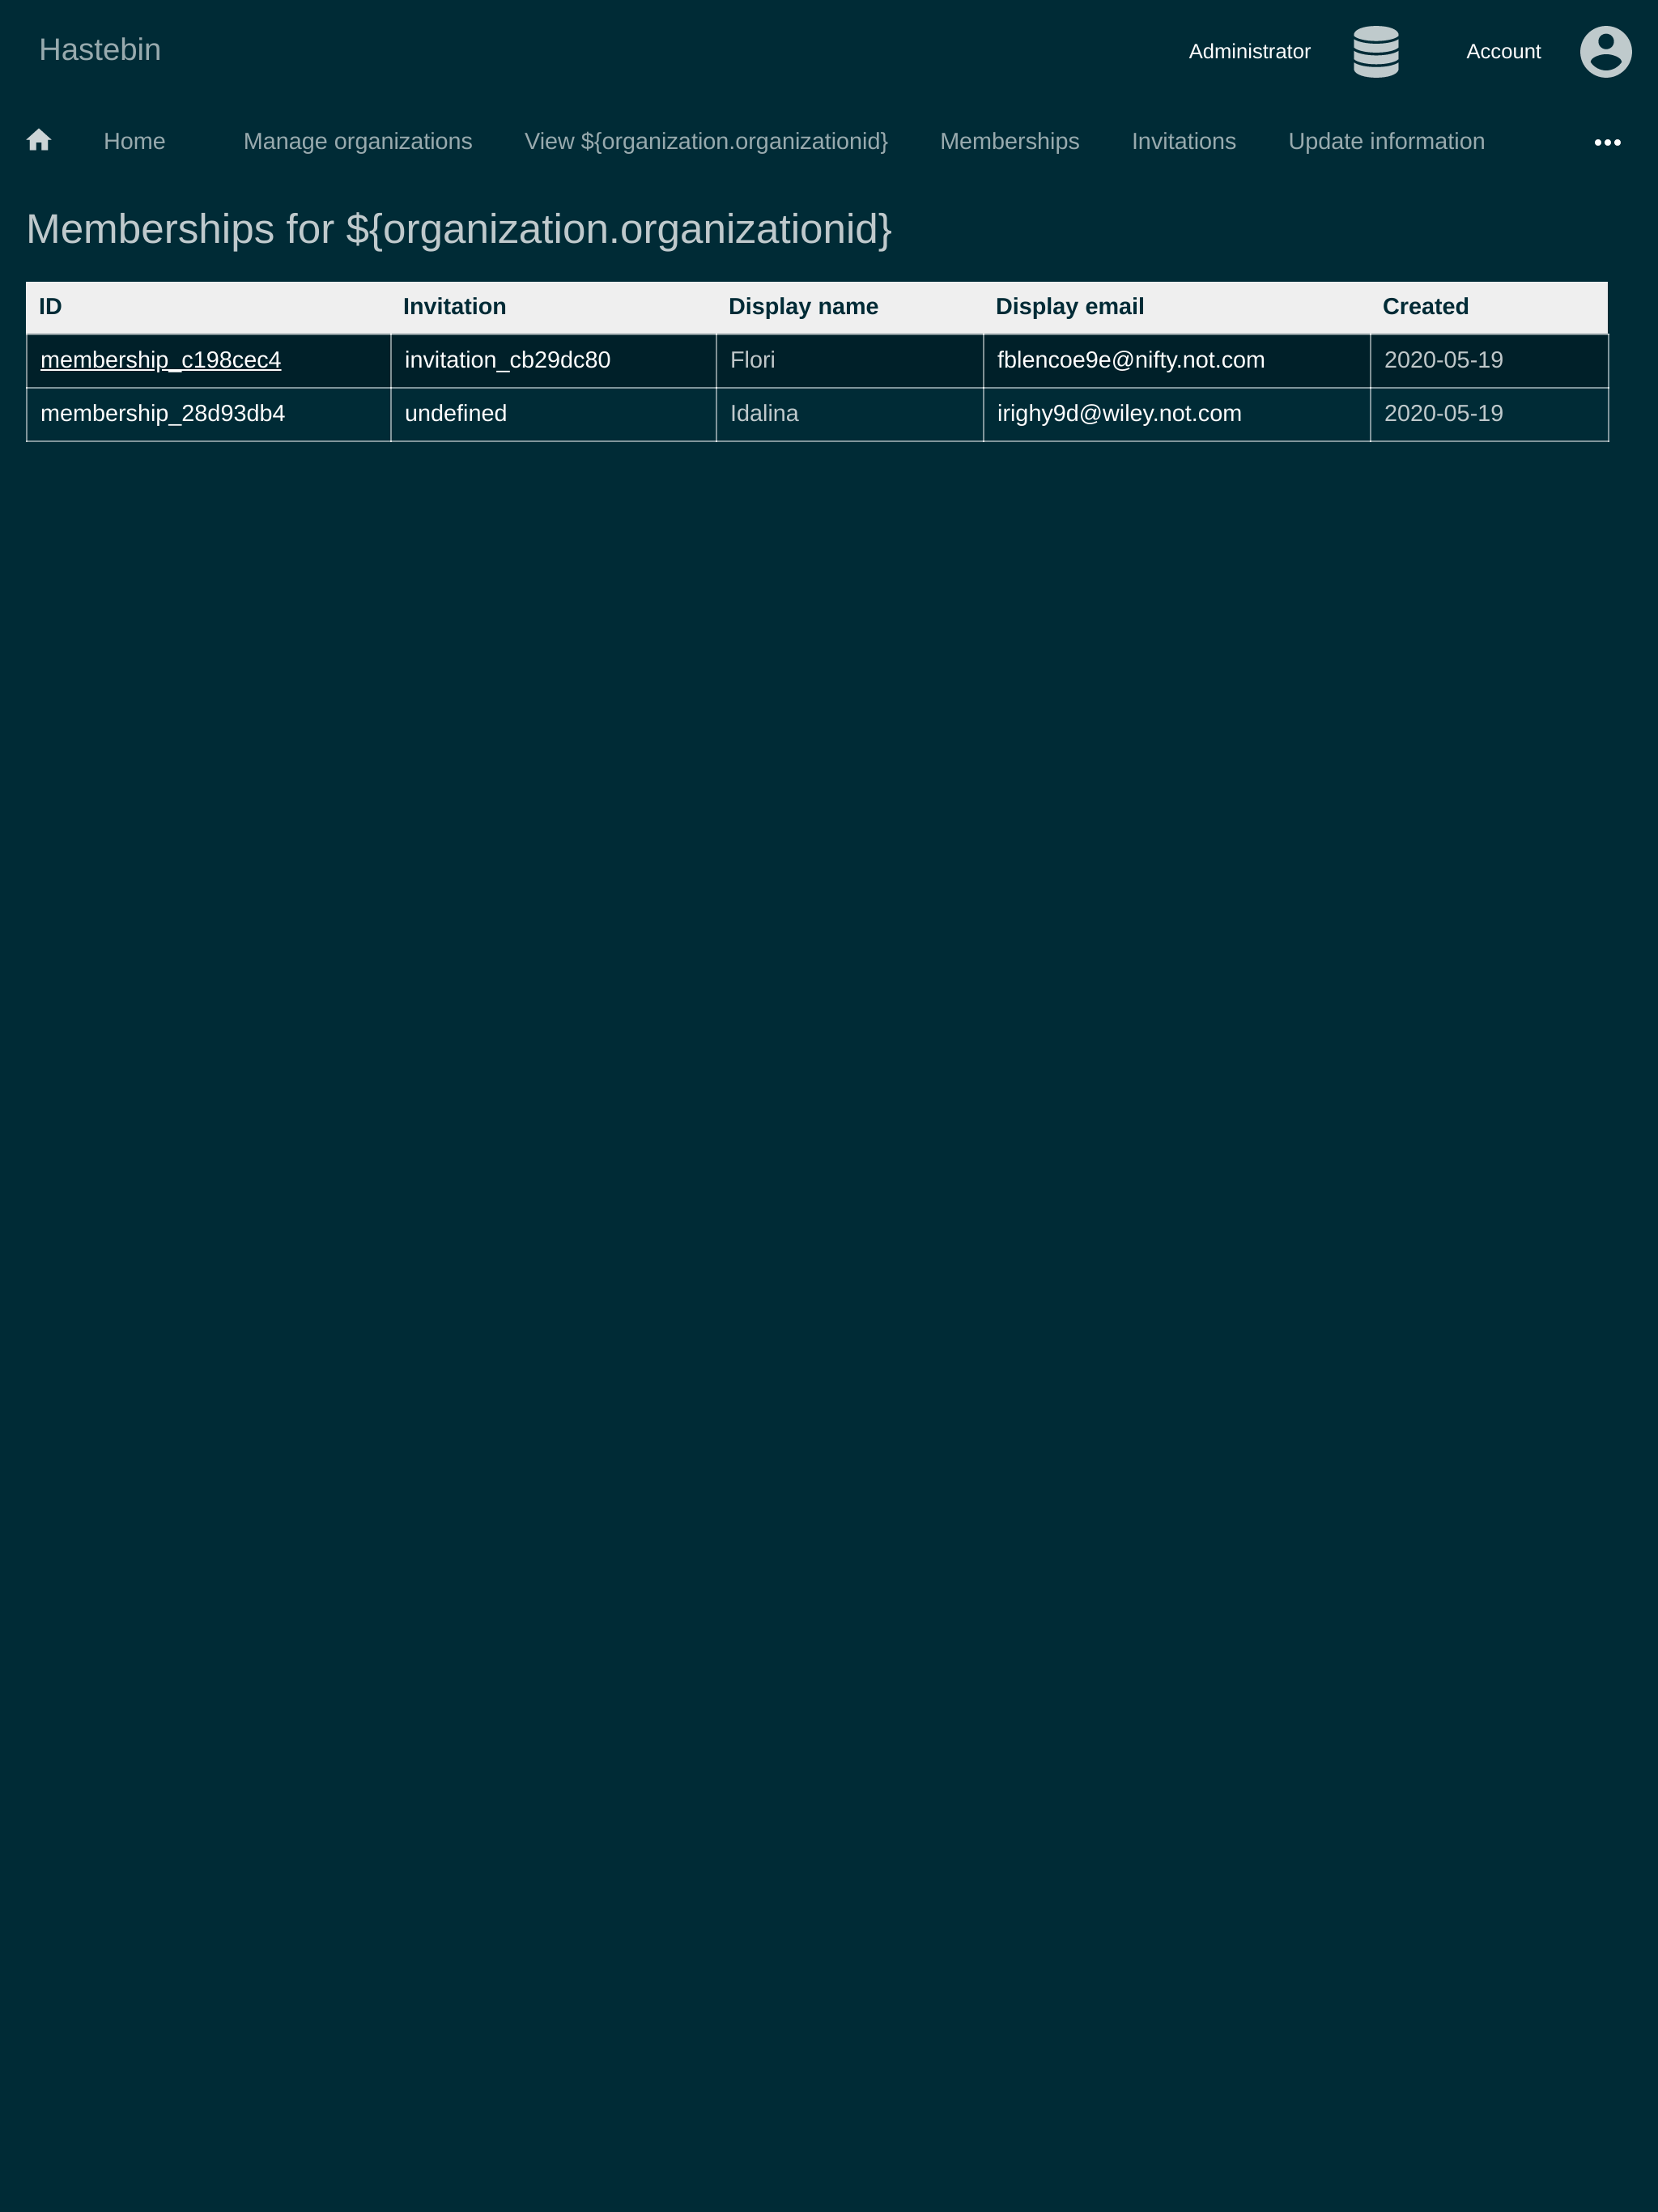 Hastebin Administrator Account
Home Manage organizations View ${organization.organizationid} Memberships Invitations Update information
Memberships for ${organization.organizationid}
ID Invitation Display name Display email Created
membership_c198cec4 invitation_cb29dc80 Flori fblencoe9e@nifty.not.com 2020-05-19
membership_28d93db4 undefined Idalina irighy9d@wiley.not.com 2020-05-19